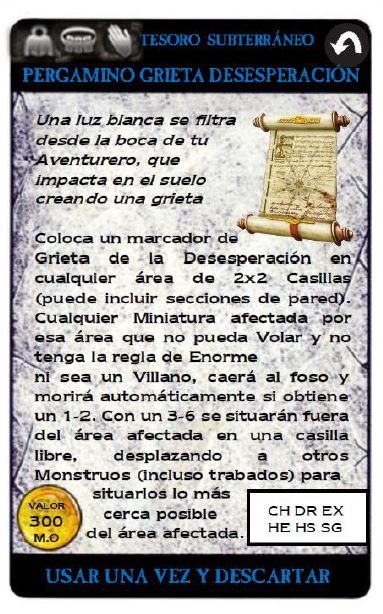 TESORO SUBTERRÁNEO
PERGAMINO GRIETA DESESPERACIÓN
Una luz blanca se filtra
desde la boca de tu
Aventurero, que
impacta en el suelo
creando una grieta
Coloca un marcador de
Grieta de la Desesperación en
cualquier área de 2x2 Casillas
(puede incluir secciones de pared).
Cualquier Miniatura afectada por
esa área que no pueda Volar y no
tenga la regla de Enorme
ni sea un Villano, caerá al foso y
morirá automáticamente si obtiene
un 1-2. Con un 3-6 se situarán fuera
del área afectada en una casilla
libre, desplazando a otros
Monstruos (incluso trabados) para
situarlos lo más
cerca posible
del área afectada.
VALOR
300
M.O
CH DR EX
HE HS SG
USAR UNA VEZ Y DESCARTAR